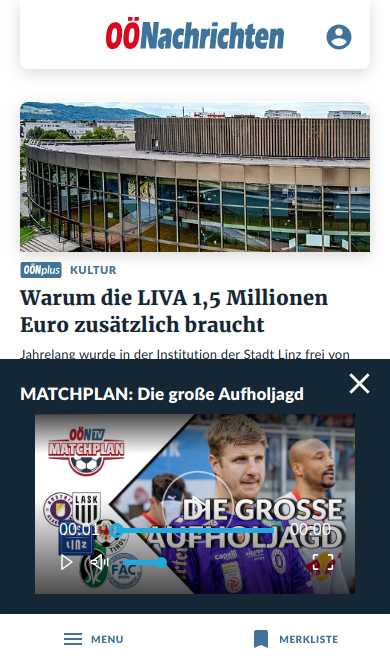 OÖNachrichten
OÖNplus KULTUR
Warum die LIVA 1,5 Millionen
Euro zusätzlich braucht
Jahrelang wurde in der Institution der Stadt Linz frei von
MATCHPLAN: Die große Aufholjagd
OÖN TV
MATCHPLAN
LASK
DIE GROSSE
AUFHOLJAGD
00:01
00:00
LINZ
FAC
MENU
MERKLISTE